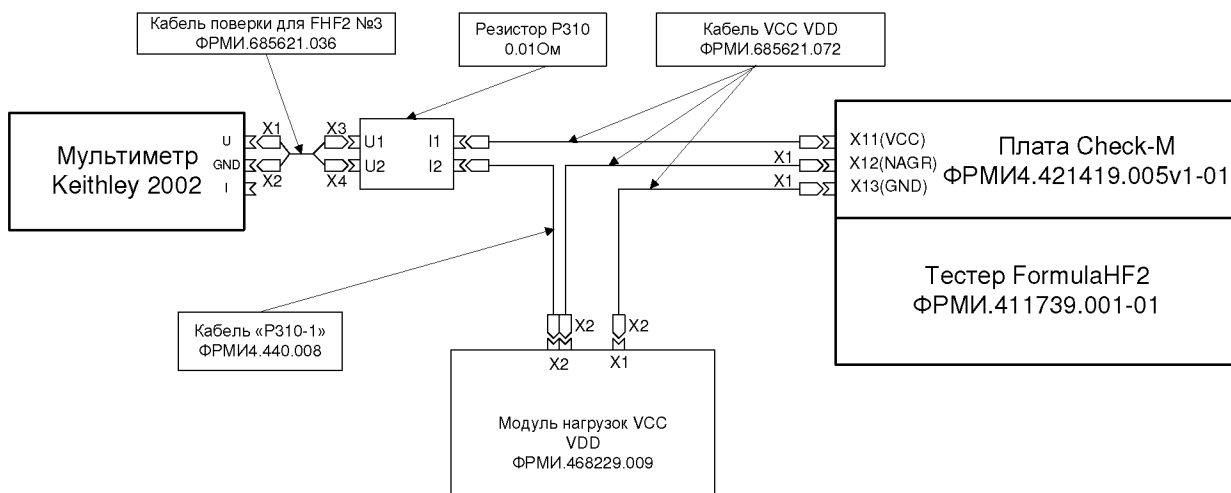 Кабель поверки для FHF2 №3
ФРМИ.685621.036
Резистор Р310
0.01Ом
Кабель VCC VDD
ФРМИ.685621.072
Мультиметр
Keithley 2002
U
GND
I
X1
X2
X3
X4
U1
U2
I1
I2
X1
X1
X11(VCC)
X12(NAGR)
X13(GND)
Плата Check-M
ФРМИ4.421419.005v1-01
Тестер FormulaHF2
ФРМИ.411739.001-01
Кабель «Р310-1»
ФРМИ4.440.008
X2
X2
X2
X1
Модуль нагрузок VCC
VDD
ФРМИ.468229.009